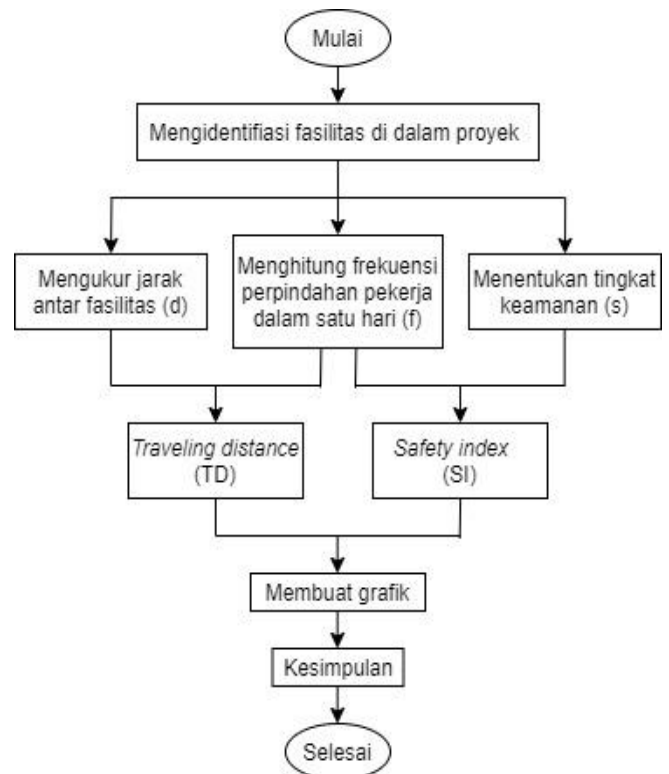 Mulai
Mengidentifiasi fasilitas di dalam proyek
Mengukur jarak
antar fasilitas (d)
Menghitung frekuensi
perpindahan pekerja
dalam satu hari (f)
Menentukan tingkat
keamanan (s)
Traveling distance
(TD)
Safety index
(SI)
Membuat grafik
Kesimpulan
Selesai